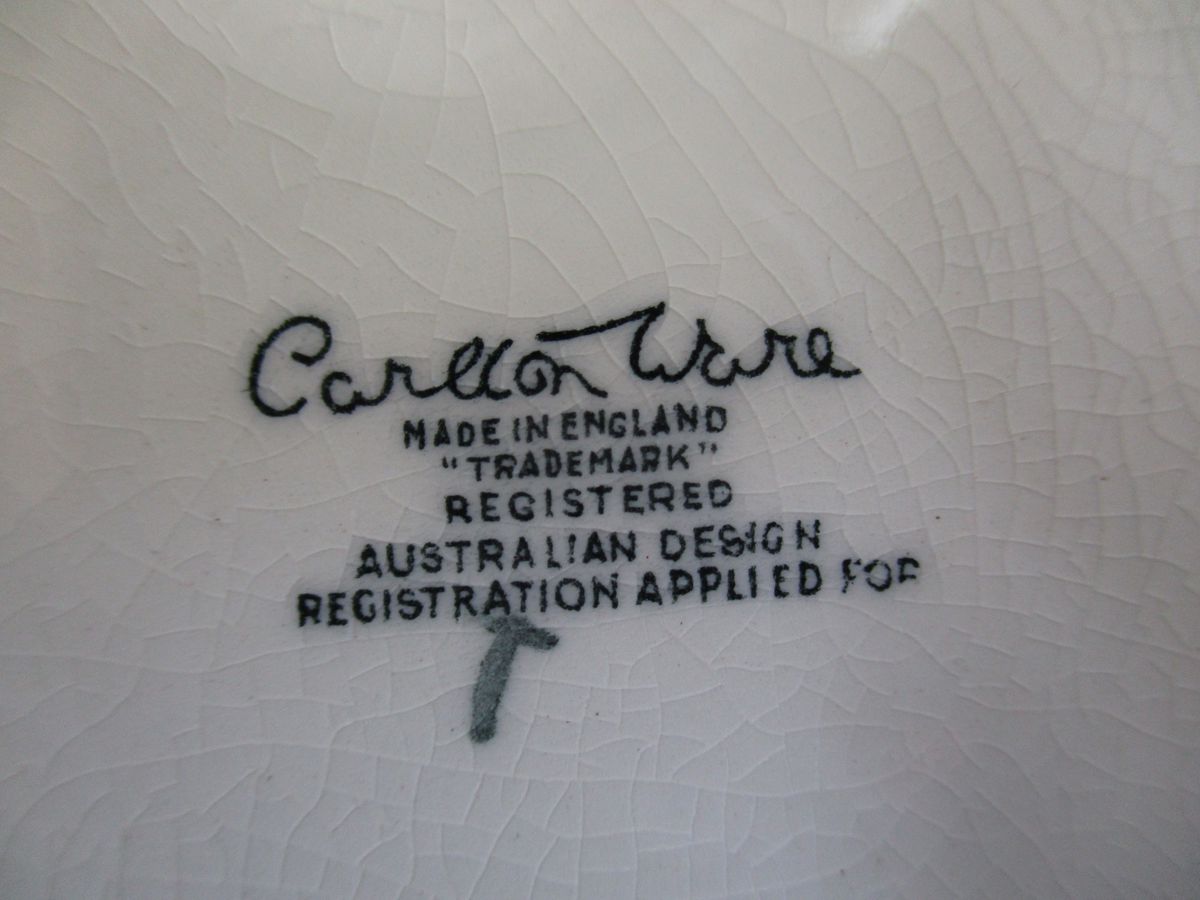 Carlton Ware
MADE IN ENGLAND
"TRADEMARK"
REGISTERED
AUSTRALIAN DESIGN
REGISTRATION APPLIED FOR